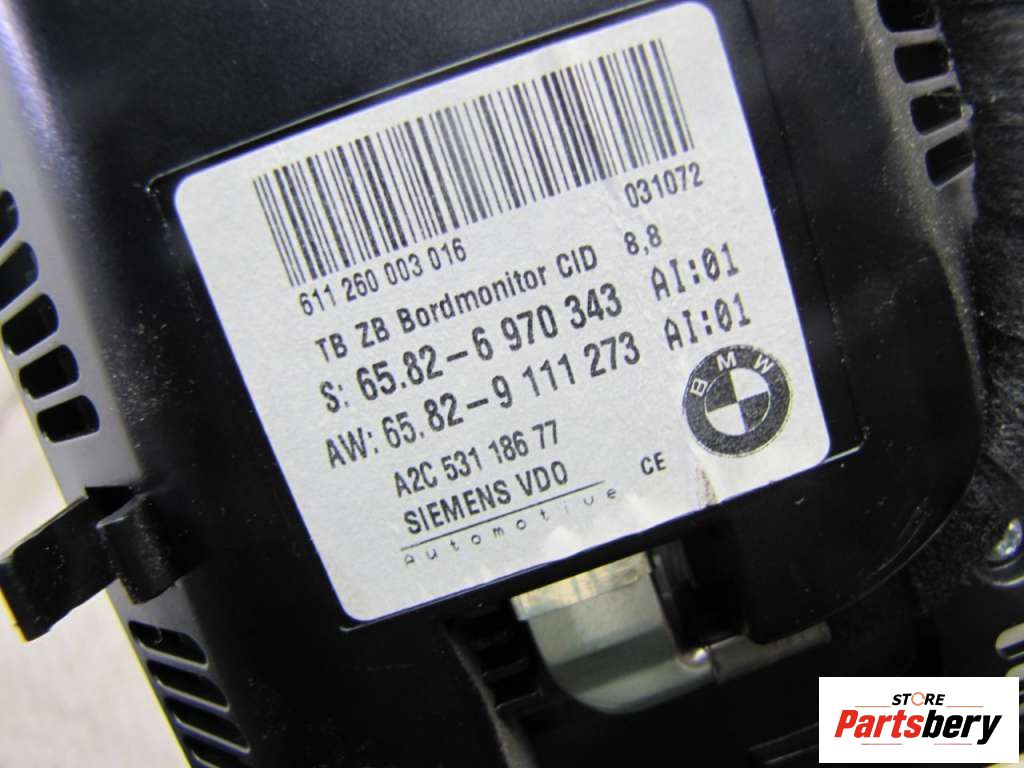 611 260 003 016
031072
TB ZB Bordmonitor CID 8,8
S: 65.82-6 970 343 AI:01
AW: 65.82-9 111 273 AI:01
A2C 531 186 77
SIEMENS VDO
Automotive
CE
BMW
STORE
Partsbery